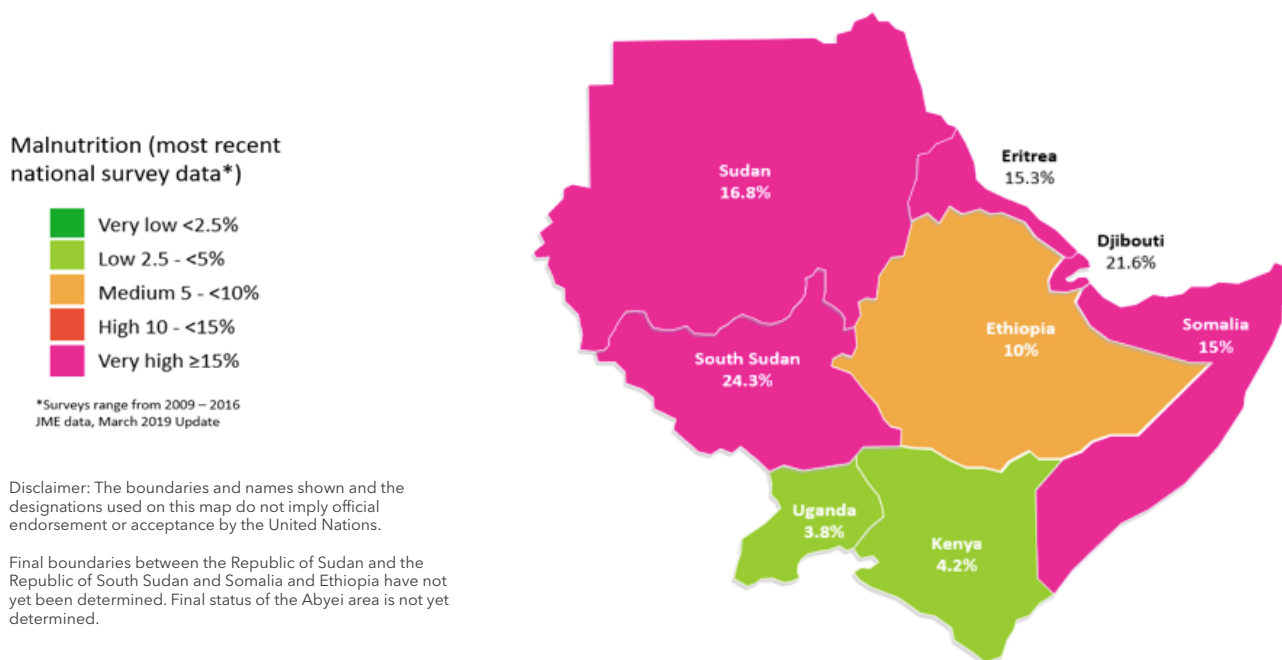 Malnutrition (most recent
national survey data*)
Very low <2.5%
Low 2.5 - <5%
Medium 5 - <10%
High 10 - <15%
Very high ≥15%
*Surveys range from 2009 – 2016
JME data, March 2019 Update
Disclaimer: The boundaries and names shown and the
designations used on this map do not imply official
endorsement or acceptance by the United Nations.
Final boundaries between the Republic of Sudan and the
Republic of South Sudan and Somalia and Ethiopia have not
yet been determined. Final status of the Abyei area is not yet
determined.
Sudan
16.8%
Eritrea
15.3%
Djibouti
21.6%
Ethiopia
10%
Somalia
15%
South Sudan
24.3%
Uganda
3.8%
Kenya
4.2%